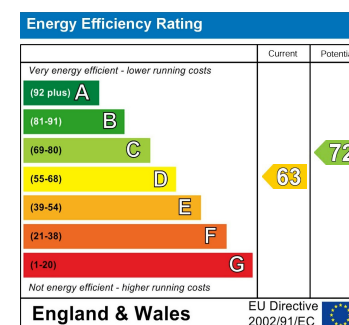 Energy Efficiency Rating
Current Potentia
Very energy efficient - lower running costs
(92 plus) A
(81-91) B
(69-80) C 72
(55-68) D 63
(39-54) E
(21-38) F
(1-20) G
Not energy efficient - higher running costs
England & Wales
EU Directive
2002/91/EC